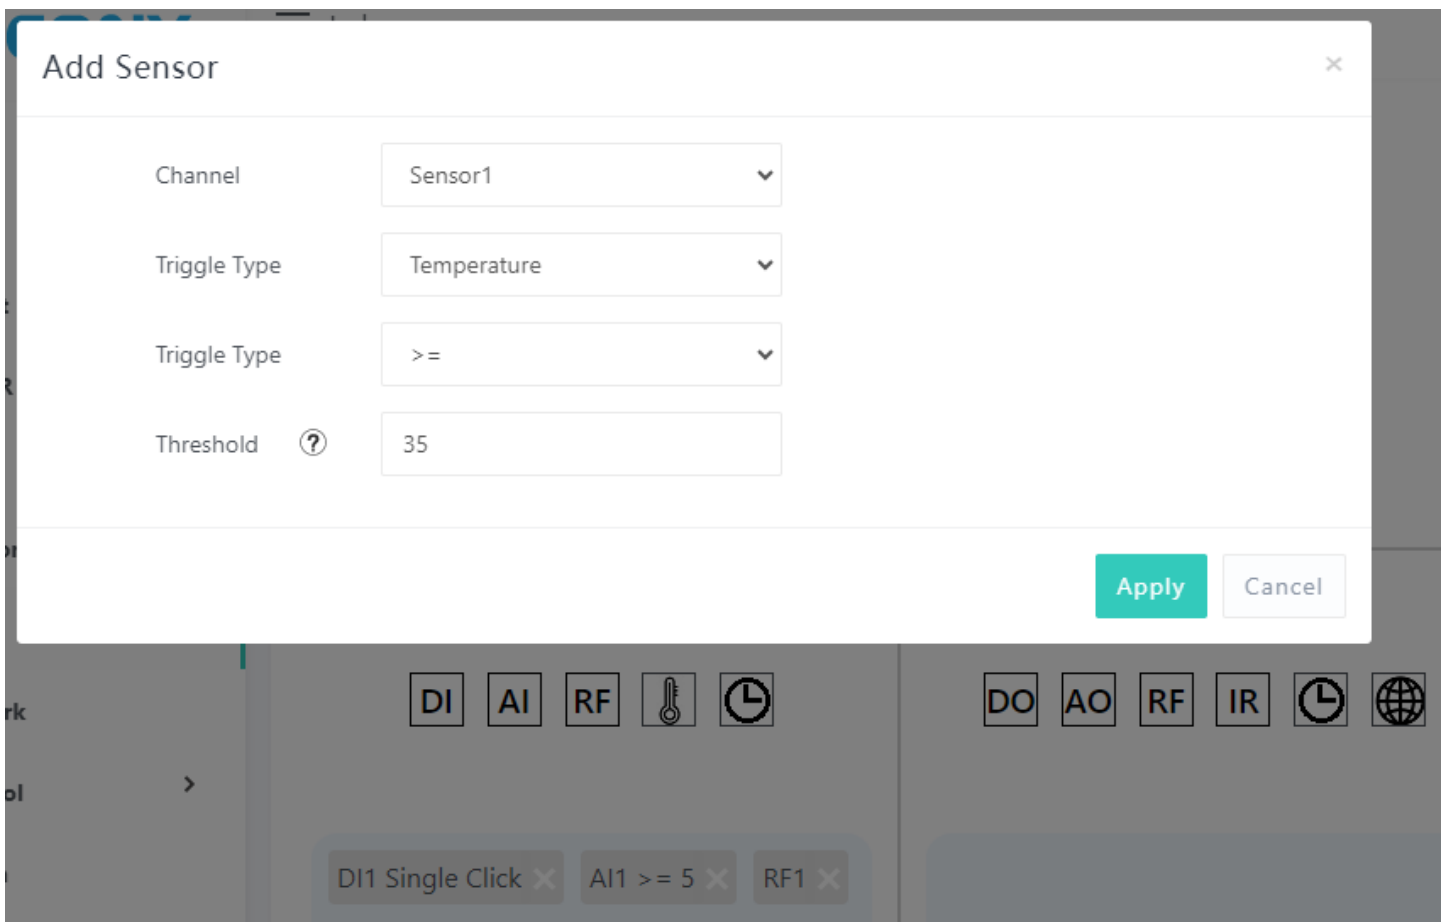 Add Sensor ×
Channel Sensor1
Triggle Type Temperature
Triggle Type >=
Threshold ? 35
Apply Cancel
DI AI RF DO AO RF IR
DI1 Single Click × AI1 >= 5 × RF1 ×